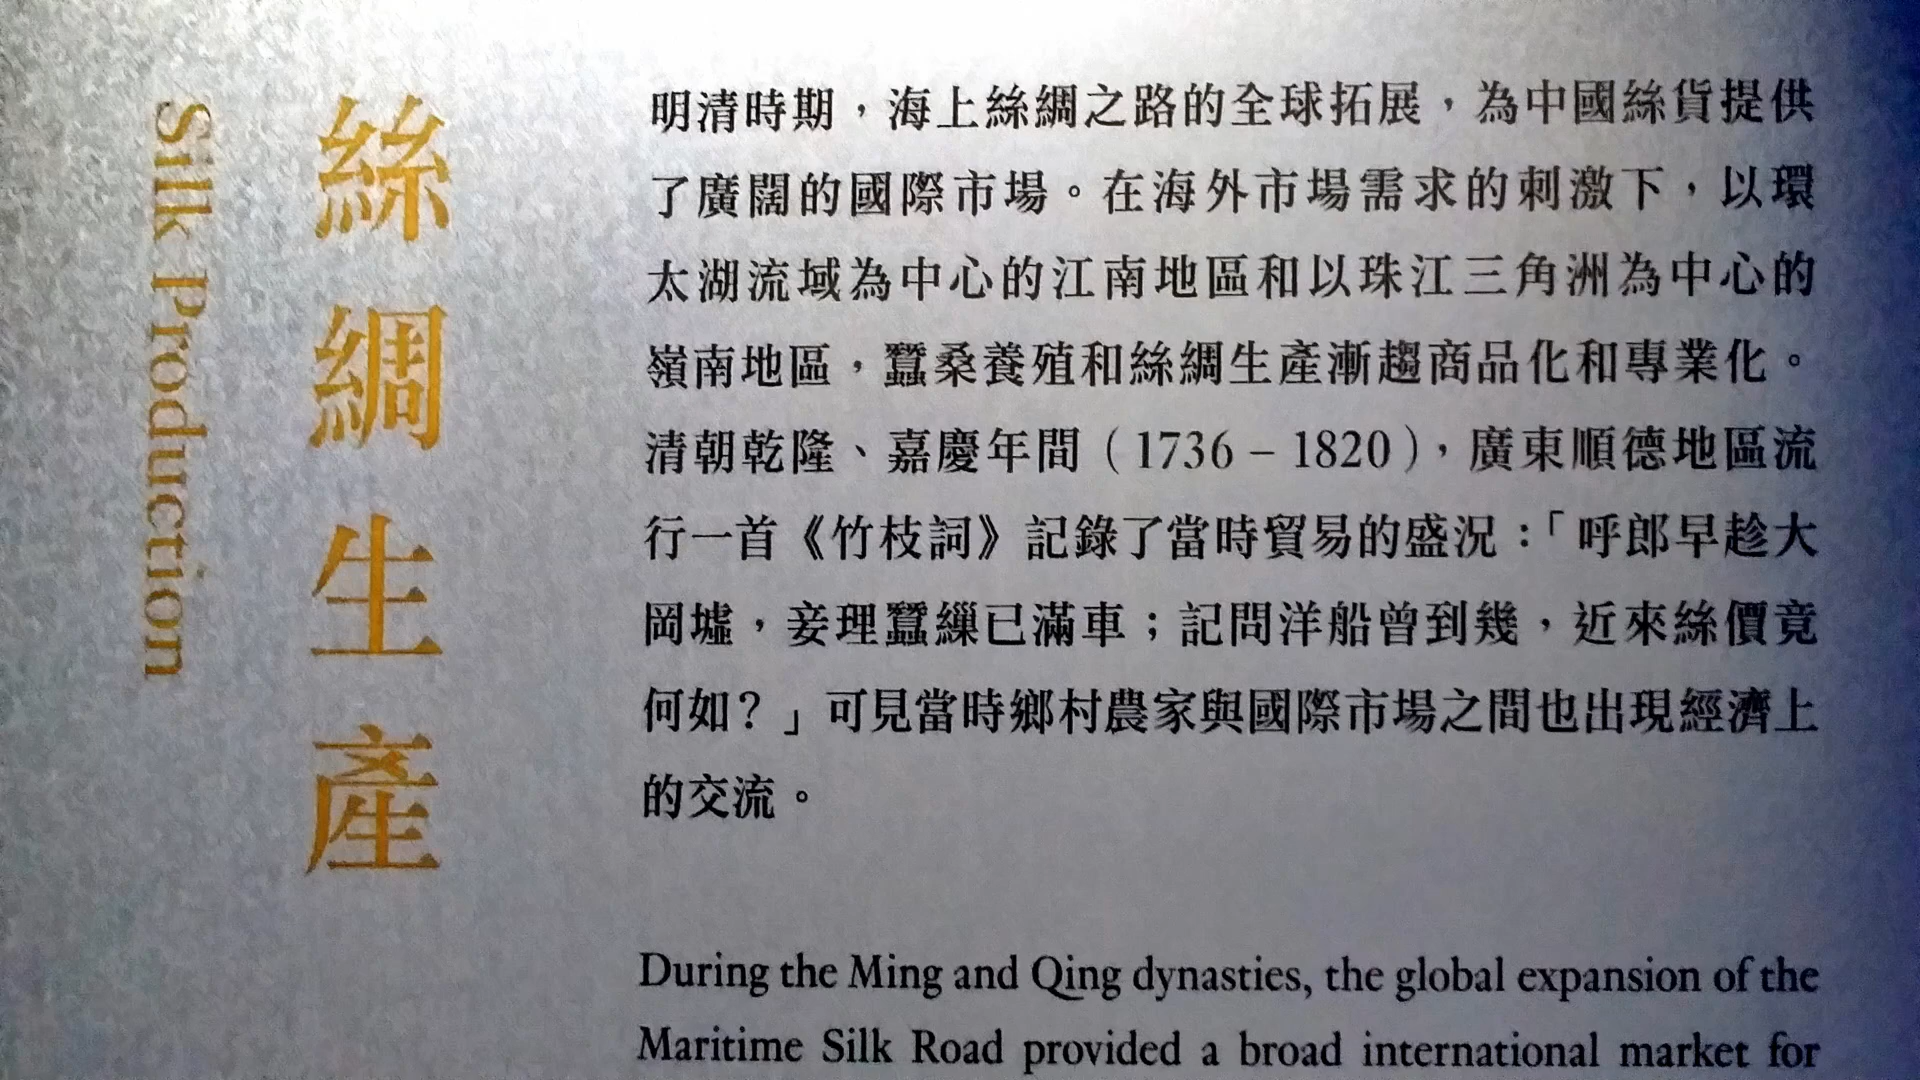 絲綢生產
Silk Production
明清時期，海上絲綢之路的全球拓展，為中國絲貨提供
了廣闊的國際市場。在海外市場需求的刺激下，以環
太湖流域為中心的江南地區和以珠江三角洲為中心的
嶺南地區，蠶桑養殖和絲綢生產漸趨商品化和專業化。
清朝乾隆、嘉慶年間（1736 – 1820），廣東順德地區流
行一首《竹枝詞》記錄了當時貿易的盛況：「呼郎早趁大
岡墟，妾理蠶繅已滿車；記問洋船曾到幾，近來絲價竟
何如？」可見當時鄉村農家與國際市場之間也出現經濟上
的交流。
During the Ming and Qing dynasties, the global expansion of the
Maritime Silk Road provided a broad international market for